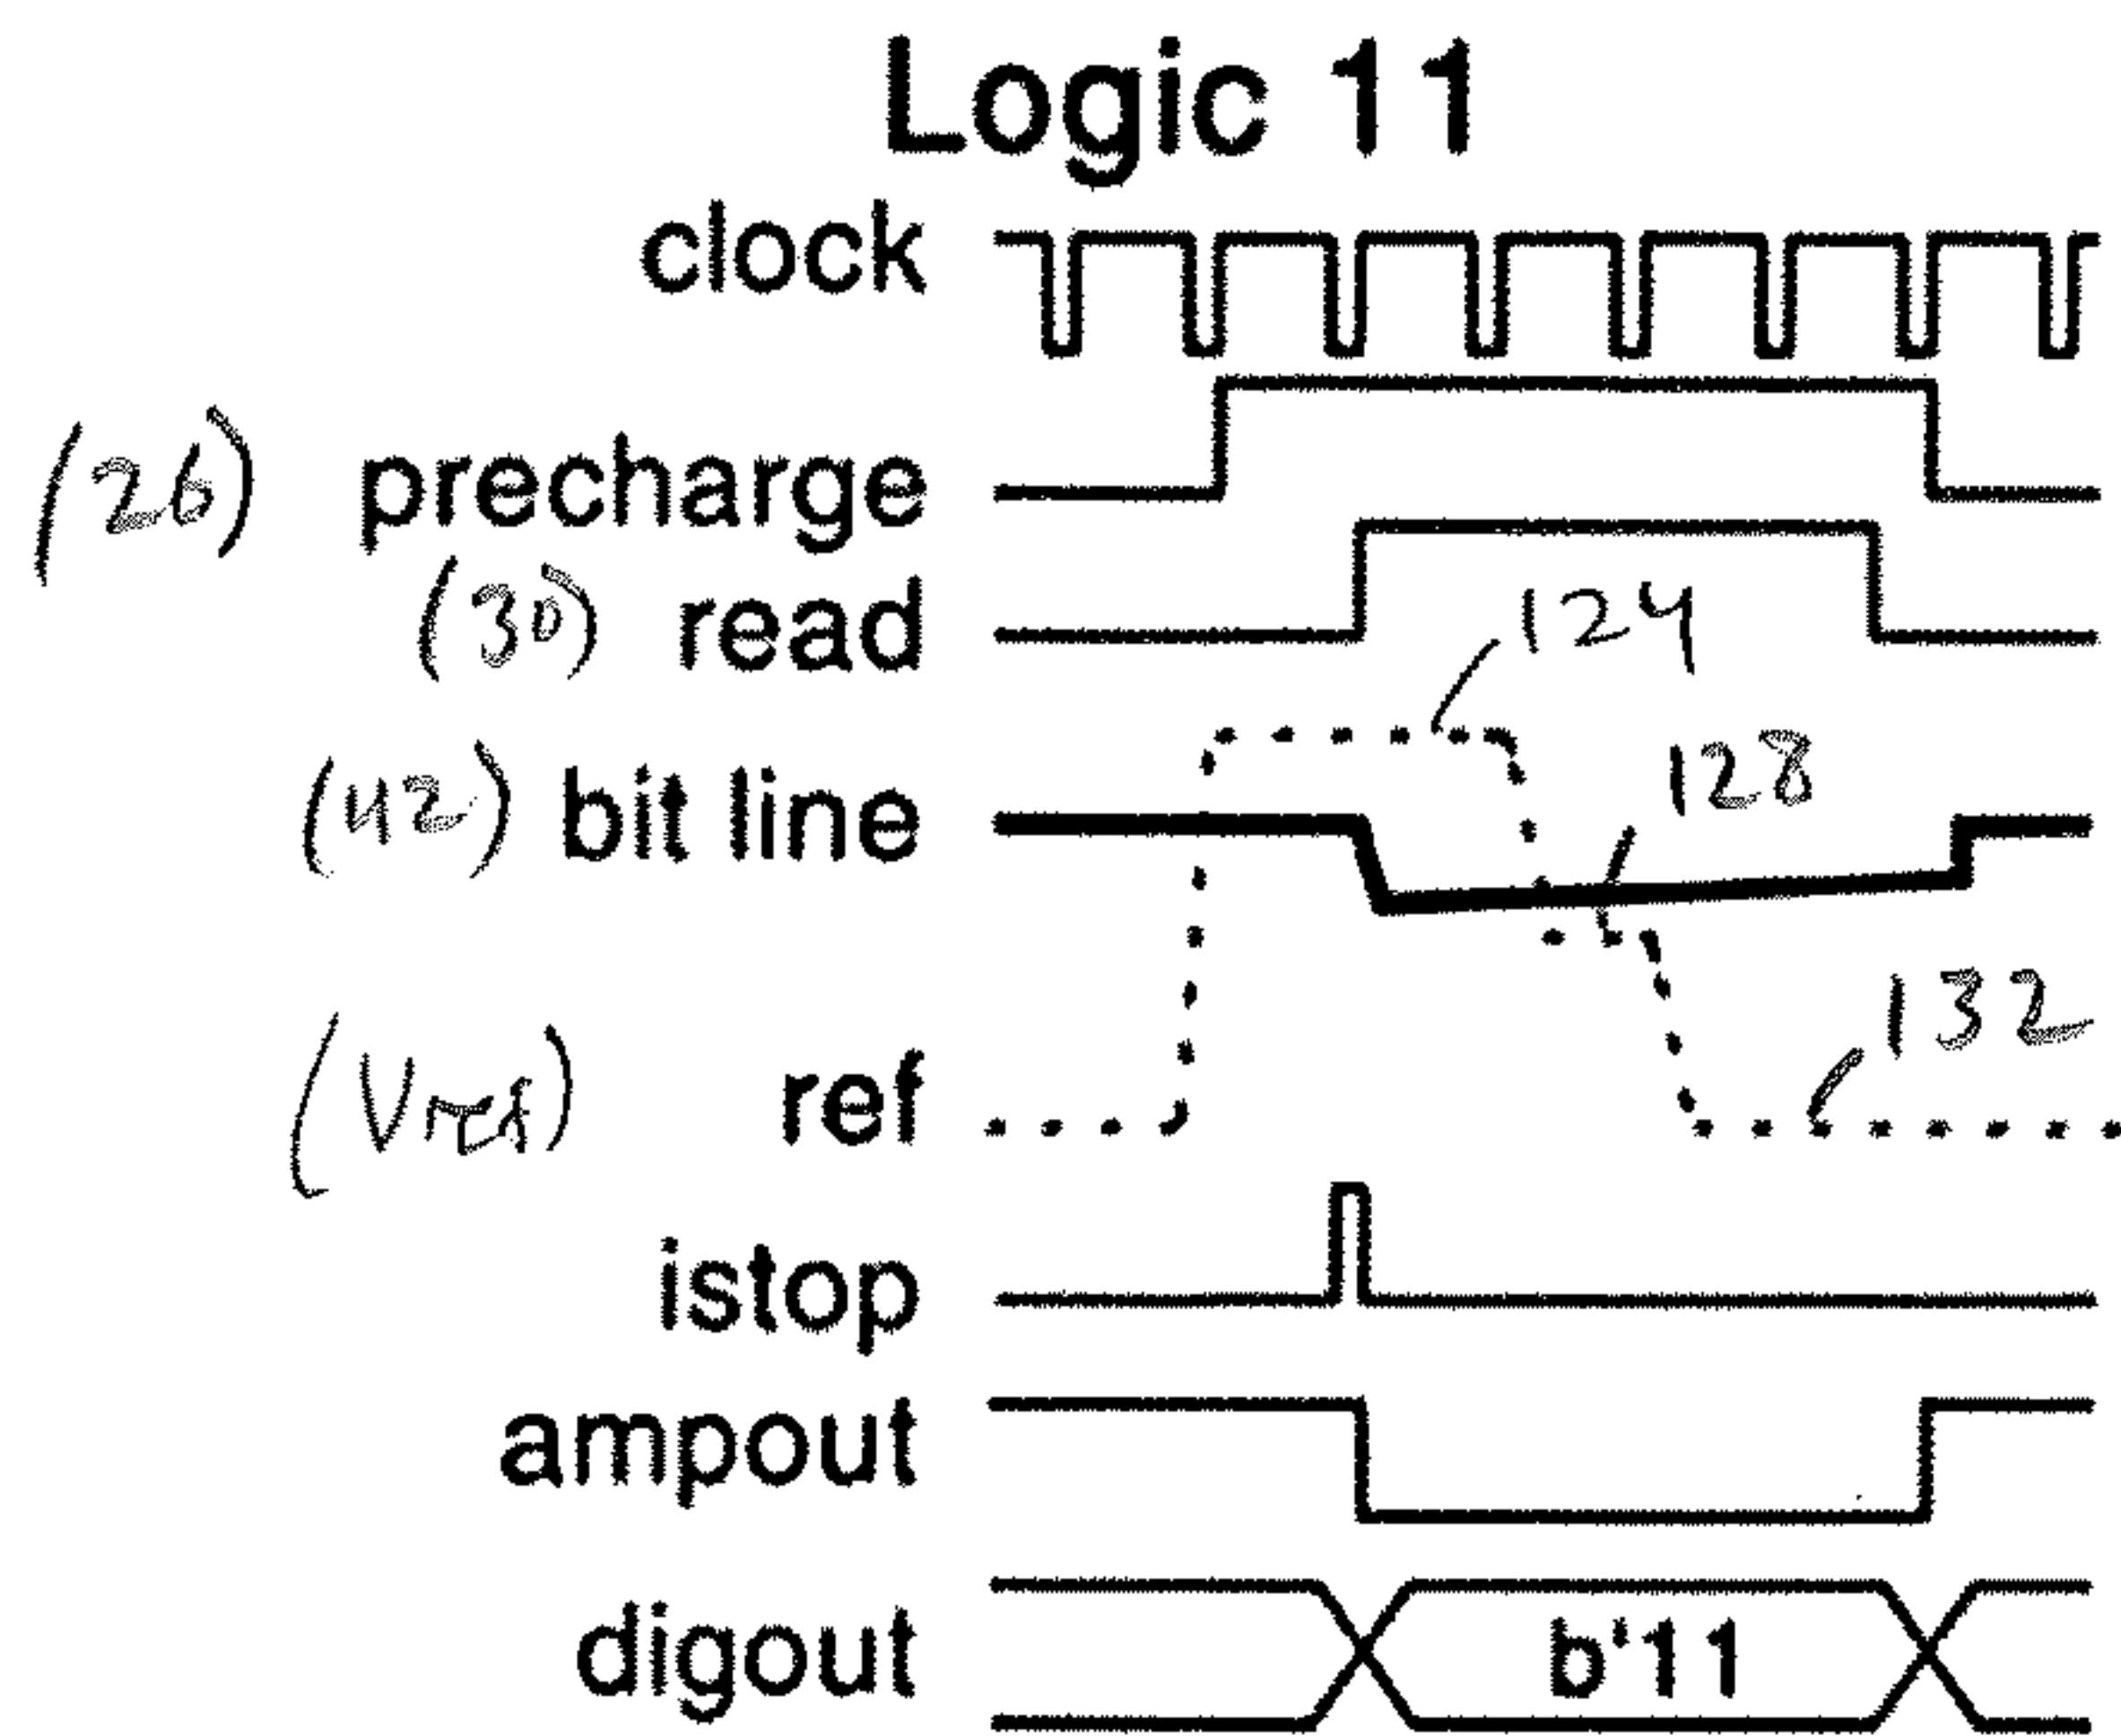 Logic 11
clock
(26) precharge
(30) read
124
(42) bit line
128
(Vref) ref
132
istop
ampout
digout
b'11